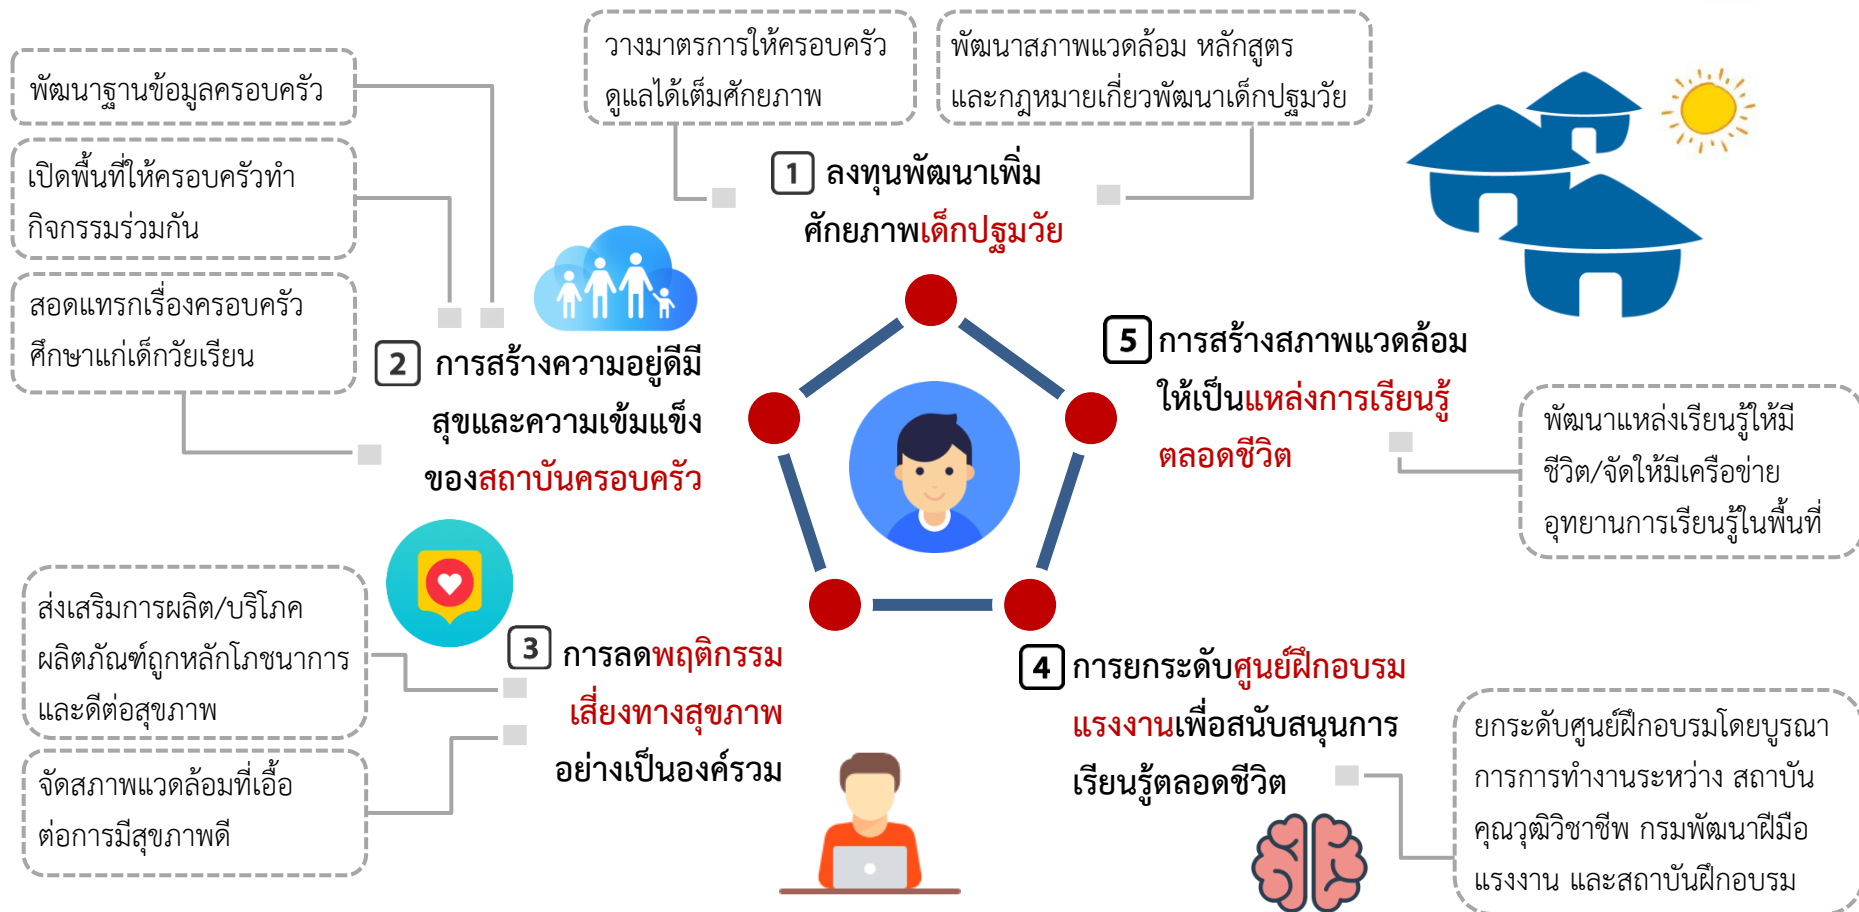 วางมาตรการให้ครอบครัว
ดูแลได้เต็มศักยภาพ
พัฒนาสภาพแวดล้อม หลักสูตร
และกฎหมายเกี่ยวพัฒนาเด็กปฐมวัย
1 ลงทุนพัฒนาเพิ่ม
ศักยภาพเด็กปฐมวัย
พัฒนาฐานข้อมูลครอบครัว
เปิดพื้นที่ให้ครอบครัวทำ
กิจกรรมร่วมกัน
สอดแทรกเรื่องครอบครัว
ศึกษาแก่เด็กวัยเรียน
2 การสร้างความอยู่ดีมี
สุขและความเข้มแข็ง
ของสถาบันครอบครัว
ส่งเสริมการผลิต/บริโภค
ผลิตภัณฑ์ถูกหลักโภชนาการ
และดีต่อสุขภาพ
จัดสภาพแวดล้อมที่เอื้อ
ต่อการมีสุขภาพดี
3 การลดพฤติกรรม
เสี่ยงทางสุขภาพ
อย่างเป็นองค์รวม
4 การยกระดับศูนย์ฝึกอบรม
แรงงานเพื่อสนับสนุนการ
เรียนรู้ตลอดชีวิต
ยกระดับศูนย์ฝึกอบรมโดยบูรณา
การการทำงานระหว่าง สถาบัน
คุณวุฒิวิชาชีพ กรมพัฒนาฝีมือ
แรงงาน และสถาบันฝึกอบรม
5 การสร้างสภาพแวดล้อม
ให้เป็นแหล่งการเรียนรู้
ตลอดชีวิต
พัฒนาแหล่งเรียนรู้ให้มี
ชีวิต/จัดให้มีเครือข่าย
อุทยานการเรียนรู้ในพื้นที่